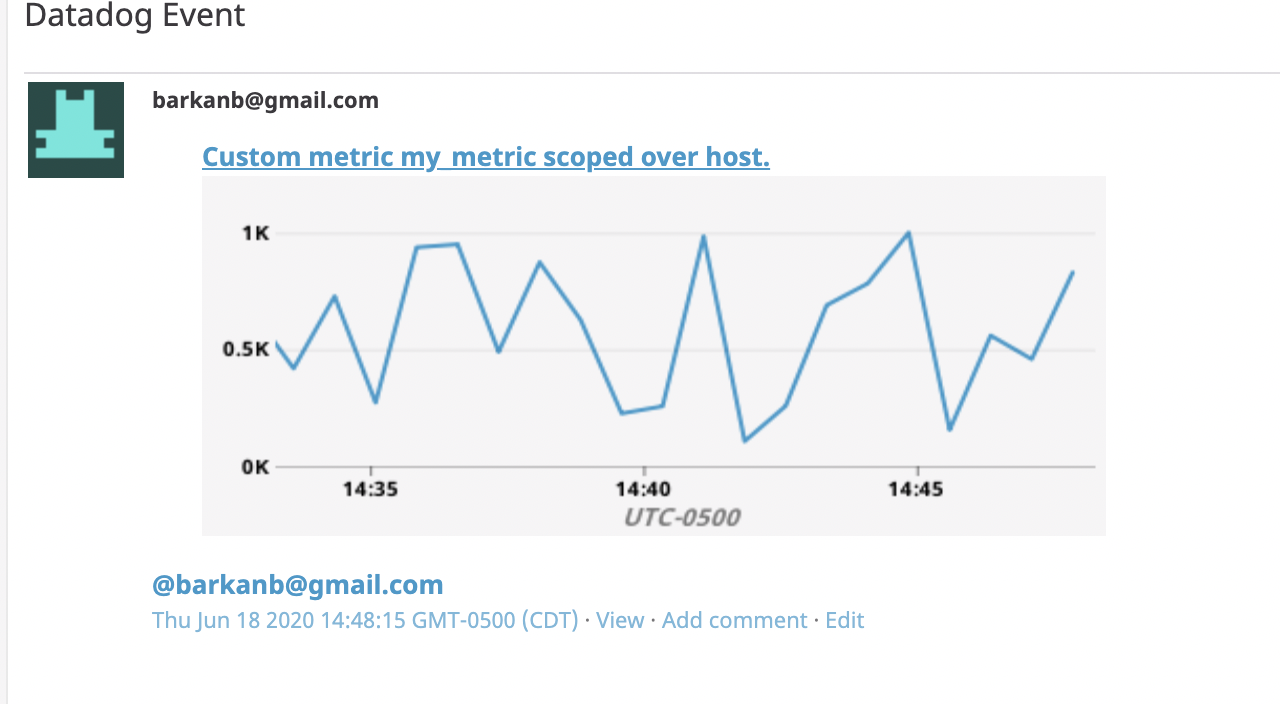 Datadog Event
barkanb@gmail.com
Custom metric my_metric scoped over host.
1K
0.5K
0K
14:35 14:40 14:45
UTC-0500
@barkanb@gmail.com
Thu Jun 18 2020 14:48:15 GMT-0500 (CDT) · View · Add comment · Edit